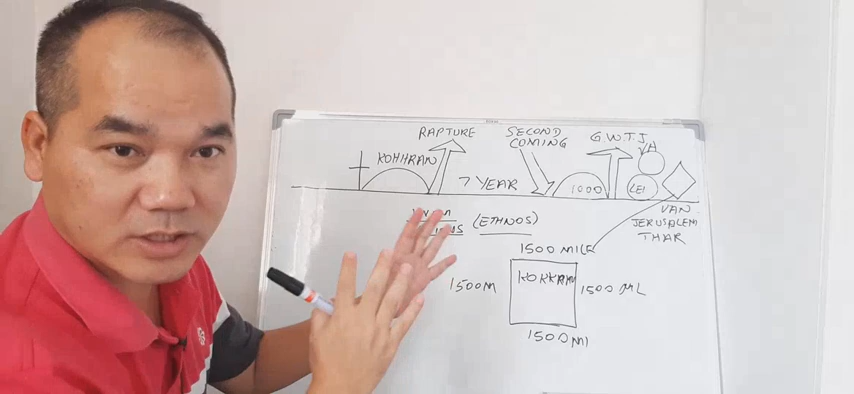 RAPTURE
SECOND
COMING
G.W.T.J
KOHHRAN
7 YEAR
1000
LEI
VAN
JERUSALEM
THAR
(ETHNOS)
1500 MILE
KOHHRAN
1500M
1500 ML
1500 MI